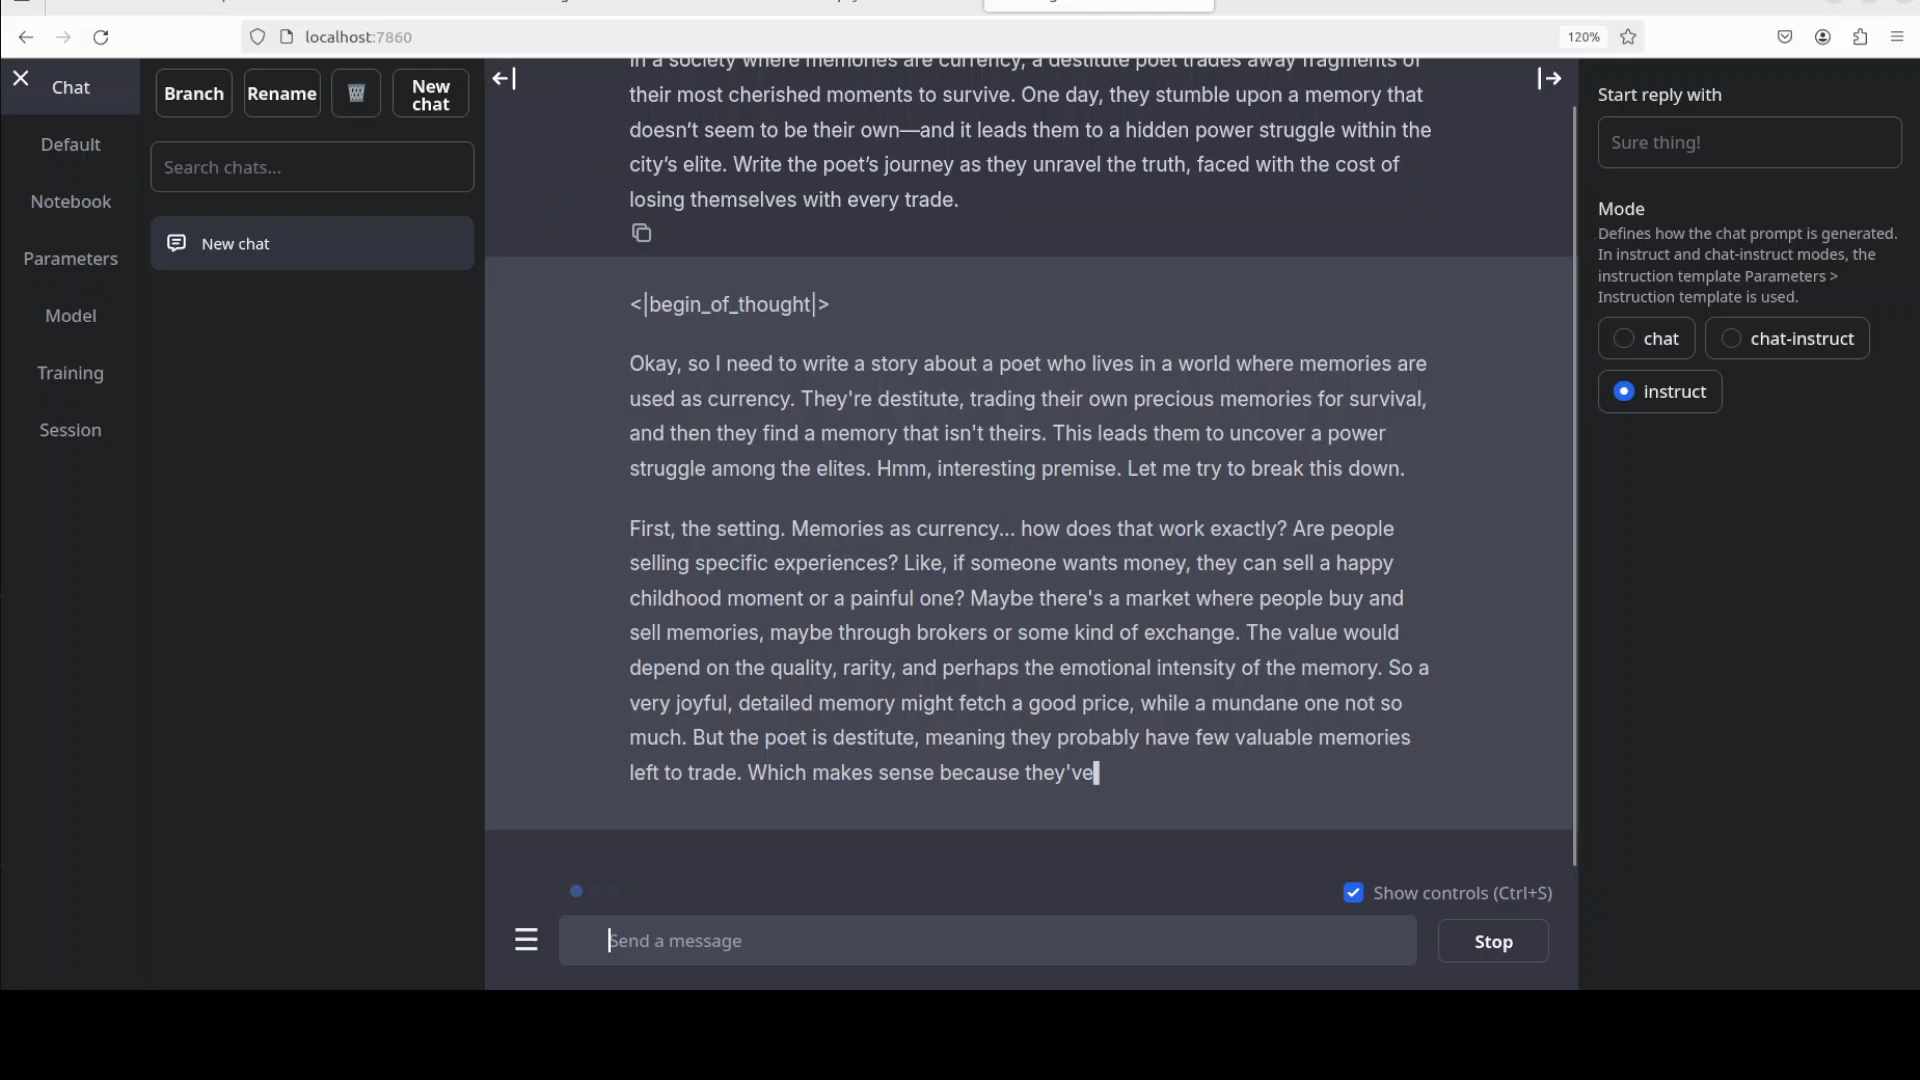 localhost:7860
120%
Chat
Default
Notebook
Parameters
Model
Training
Session
Branch
Rename
New
chat
Search chats...
New chat
In a society where memories are currency, a destitute poet trades away fragments of
their most cherished moments to survive. One day, they stumble upon a memory that
doesn’t seem to be their own—and it leads them to a hidden power struggle within the
city’s elite. Write the poet’s journey as they unravel the truth, faced with the cost of
losing themselves with every trade.
<|begin_of_thought|>
Okay, so I need to write a story about a poet who lives in a world where memories are
used as currency. They're destitute, trading their own precious memories for survival,
and then they find a memory that isn't theirs. This leads them to uncover a power
struggle among the elites. Hmm, interesting premise. Let me try to break this down.
First, the setting. Memories as currency... how does that work exactly? Are people
selling specific experiences? Like, if someone wants money, they can sell a happy
childhood moment or a painful one? Maybe there's a market where people buy and
sell memories, maybe through brokers or some kind of exchange. The value would
depend on the quality, rarity, and perhaps the emotional intensity of the memory. So a
very joyful, detailed memory might fetch a good price, while a mundane one not so
much. But the poet is destitute, meaning they probably have few valuable memories
left to trade. Which makes sense because they've
Show controls (Ctrl+S)
Send a message
Stop
Start reply with
Sure thing!
Mode
Defines how the chat prompt is generated.
In instruct and chat-instruct modes, the
instruction template Parameters >
Instruction template is used.
chat
chat-instruct
instruct